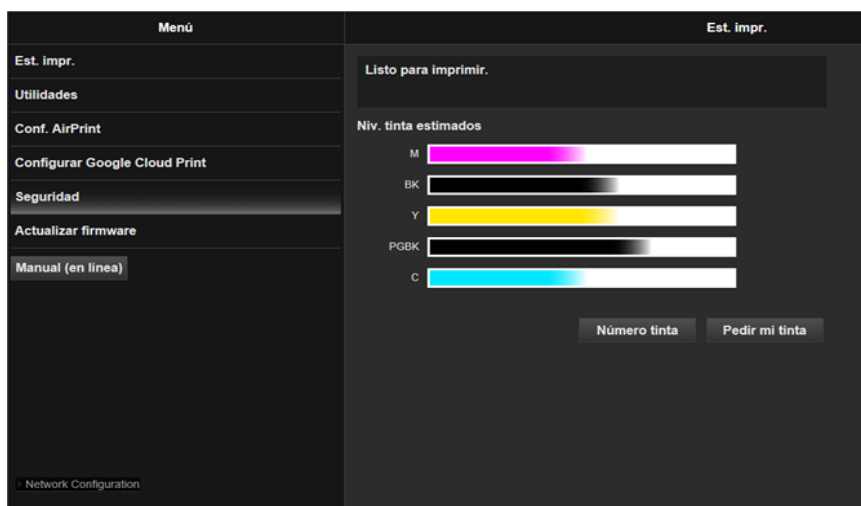 Menú
Est. impr.
Utilidades
Conf. AirPrint
Configurar Google Cloud Print
Seguridad
Actualizar firmware
Manual (en línea)
Network Configuration
Est. impr.
Listo para imprimir.
Niv. tinta estimados
M
BK
Y
PGBK
C
Número tinta
Pedir mi tinta